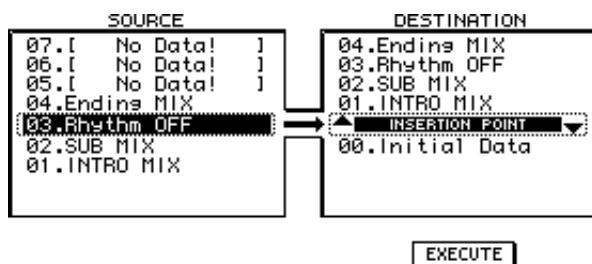 SOURCE
07.[ No Data! ]
06.[ No Data! ]
05.[ No Data! ]
04.Ending MIX
03.Rhythm OFF
02.SUB MIX
01.INTRO MIX
DESTINATION
04.Ending MIX
03.Rhythm OFF
02.SUB MIX
01.INTRO MIX
INSERTION POINT
00.Initial Data
EXECUTE